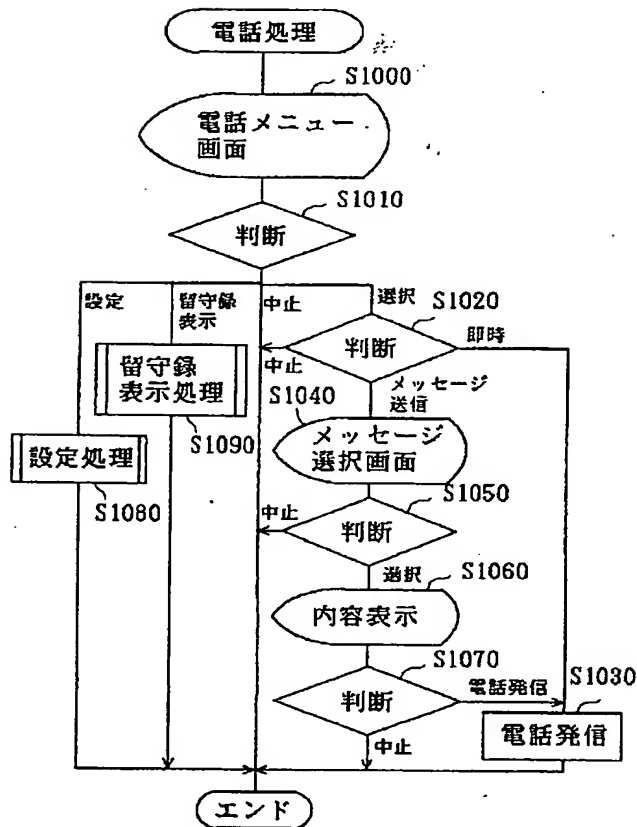 電話処理
S1000
電話メニュー
画面
S1010
判断
設定
留守録
表示
中止
選択
S1020
判断
即時
中止
留守録
表示処理
メッセージ
送信
S1040
S1090
メッセージ
選択画面
設定処理
S1080
S1050
中止
判断
選択
S1060
内容表示
S1070
判断
電話発信
S1030
電話発信
中止
エンド